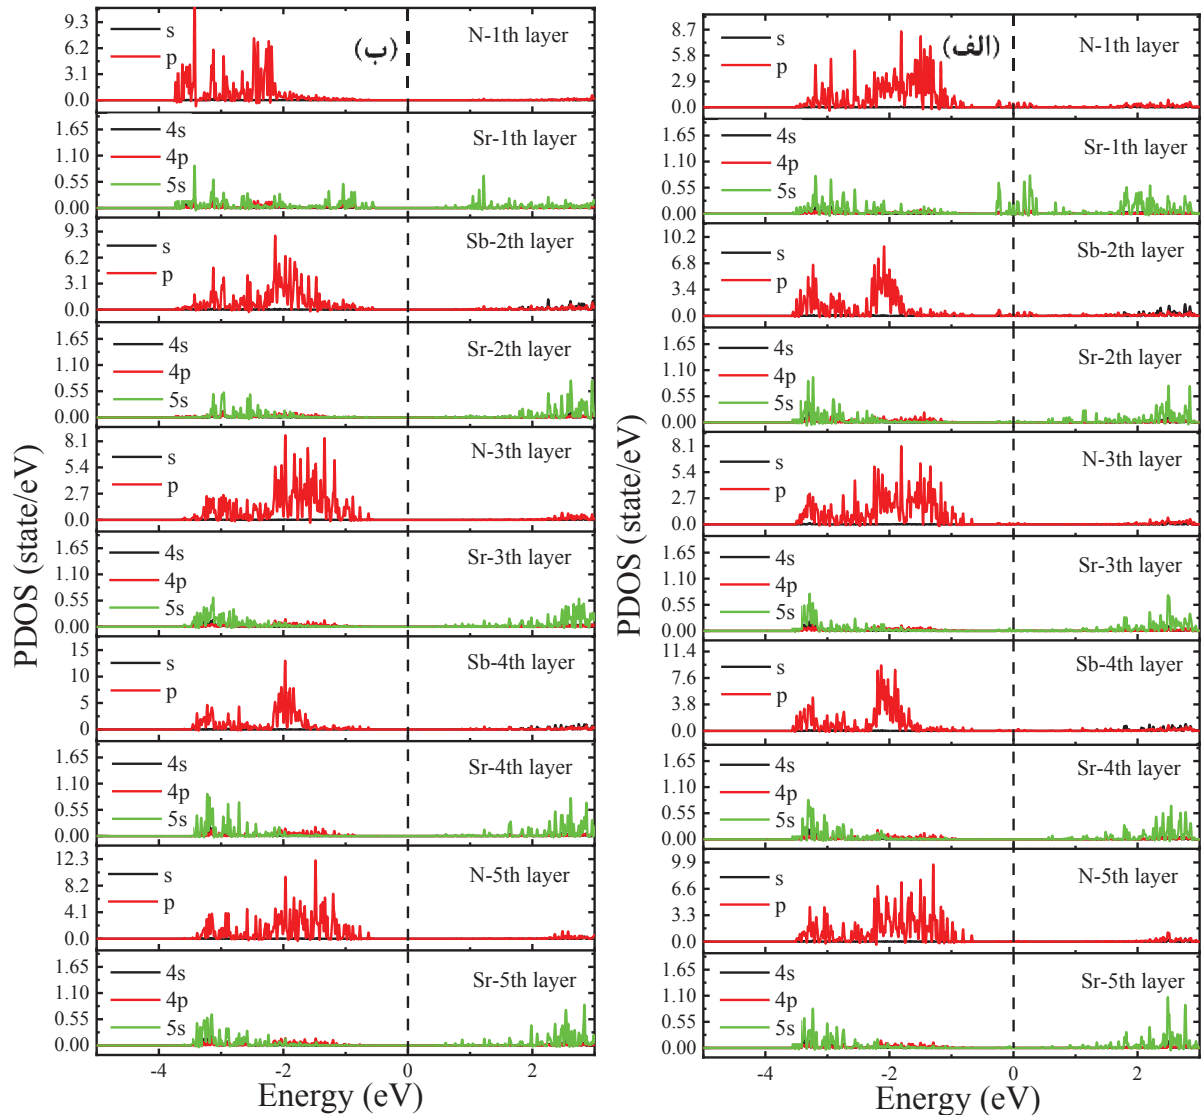 (ب)
PDOS (state/eV)
9.3
6.2
3.1
0.0
s
p
N-1th layer
1.65
1.10
0.55
0.00
4s
4p
5s
Sr-1th layer
9.3
6.2
3.1
0.0
s
p
Sb-2th layer
1.65
1.10
0.55
0.00
4s
4p
5s
Sr-2th layer
8.1
5.4
2.7
0.0
s
p
N-3th layer
1.65
1.10
0.55
0.00
4s
4p
5s
Sr-3th layer
15
10
5
0
s
p
Sb-4th layer
1.65
1.10
0.55
0.00
4s
4p
5s
Sr-4th layer
12.3
8.2
4.1
0.0
s
p
N-5th layer
1.65
1.10
0.55
0.00
4s
4p
5s
Sr-5th layer
-4 -2 0 2
Energy (eV)
(الف)
PDOS (state/eV)
8.7
5.8
2.9
0.0
s
p
N-1th layer
1.65
1.10
0.55
0.00
4s
4p
5s
Sr-1th layer
10.2
6.8
3.4
0.0
s
p
Sb-2th layer
1.65
1.10
0.55
0.00
4s
4p
5s
Sr-2th layer
8.1
5.4
2.7
0.0
s
p
N-3th layer
1.65
1.10
0.55
0.00
4s
4p
5s
Sr-3th layer
11.4
7.6
3.8
0.0
s
p
Sb-4th layer
1.65
1.10
0.55
0.00
4s
4p
5s
Sr-4th layer
9.9
6.6
3.3
0.0
s
p
N-5th layer
1.65
1.10
0.55
0.00
4s
4p
5s
Sr-5th layer
-4 -2 0 2
Energy (eV)